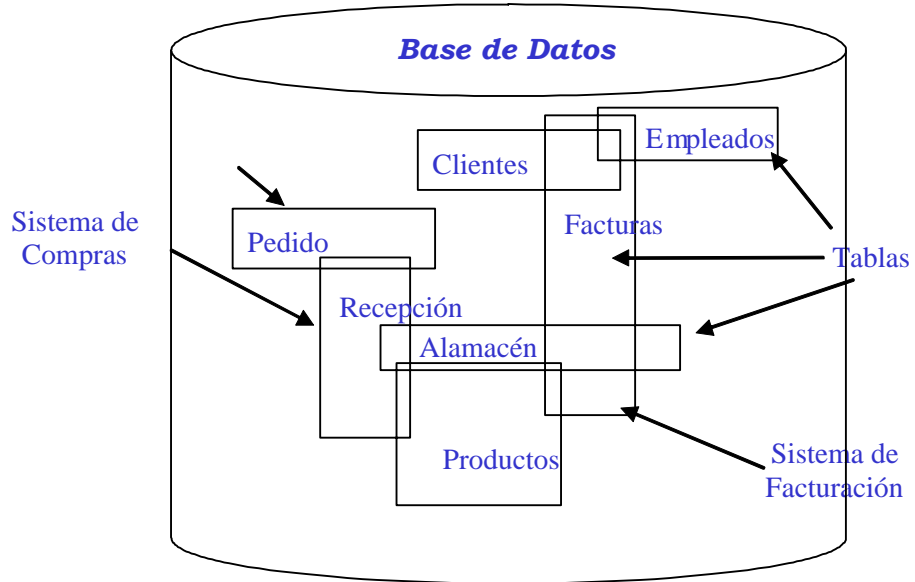 Base de Datos
Empleados
Clientes
Sistema de
Compras
Pedido
Facturas
Tablas
Recepción
Alamacén
Productos
Sistema de
Facturación